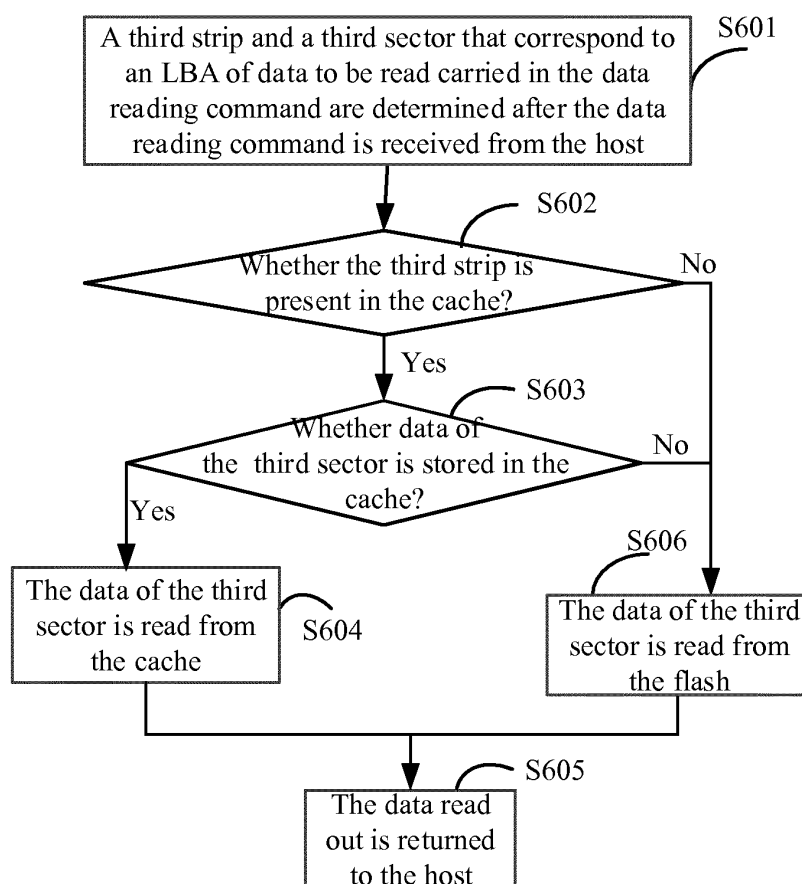 S601
A third strip and a third sector that correspond to
an LBA of data to be read carried in the data
reading command are determined after the data
reading command is received from the host
S602
Whether the third strip is
present in the cache?
No
Yes
S603
Whether data of
the third sector is stored in the
cache?
No
Yes
S606
The data of the third
sector is read from
the cache
S604
The data of the third
sector is read from
the flash
S605
The data read
out is returned
to the host